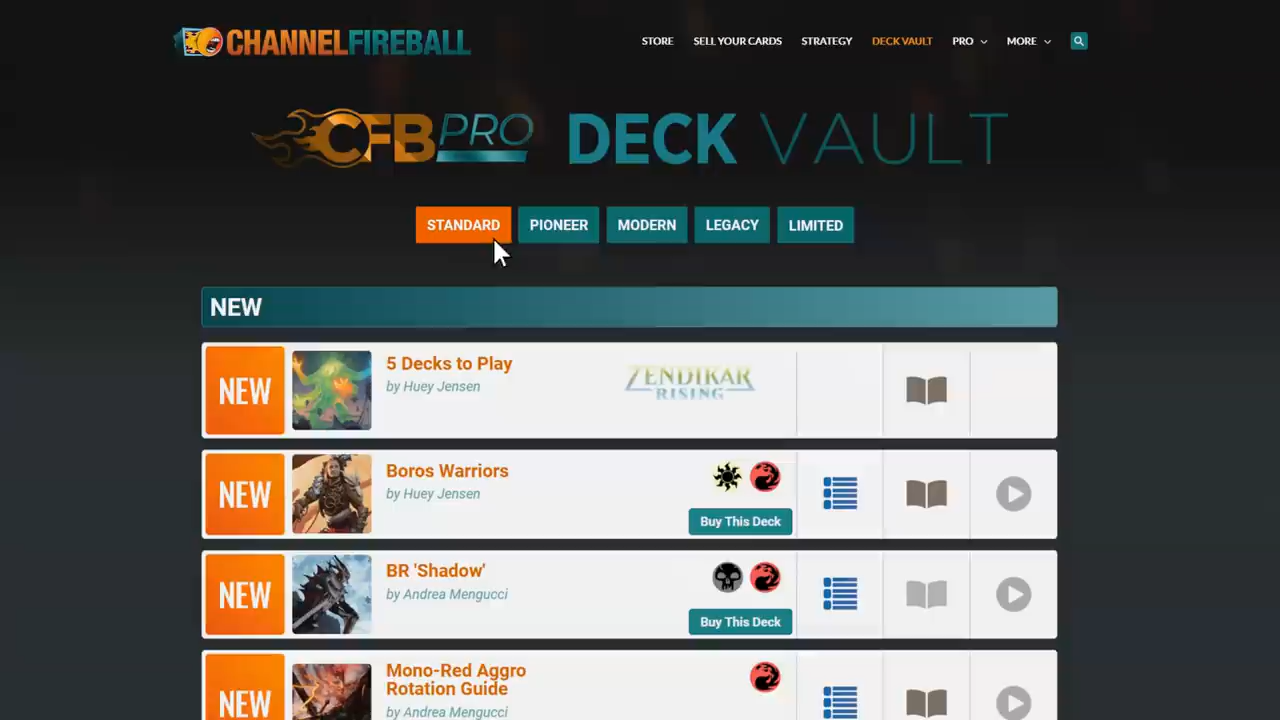 CHANNELFIREBALL
STORE SELL YOUR CARDS STRATEGY DECK VAULT PRO MORE
CFB PRO DECK VAULT
STANDARD PIONEER MODERN LEGACY LIMITED
NEW
NEW
5 Decks to Play
by Huey Jensen
ZENDIKAR
RISING
NEW
Boros Warriors
by Huey Jensen
Buy This Deck
NEW
BR 'Shadow'
by Andrea Mengucci
Buy This Deck
NEW
Mono-Red Aggro
Rotation Guide
by Andrea Mengucci